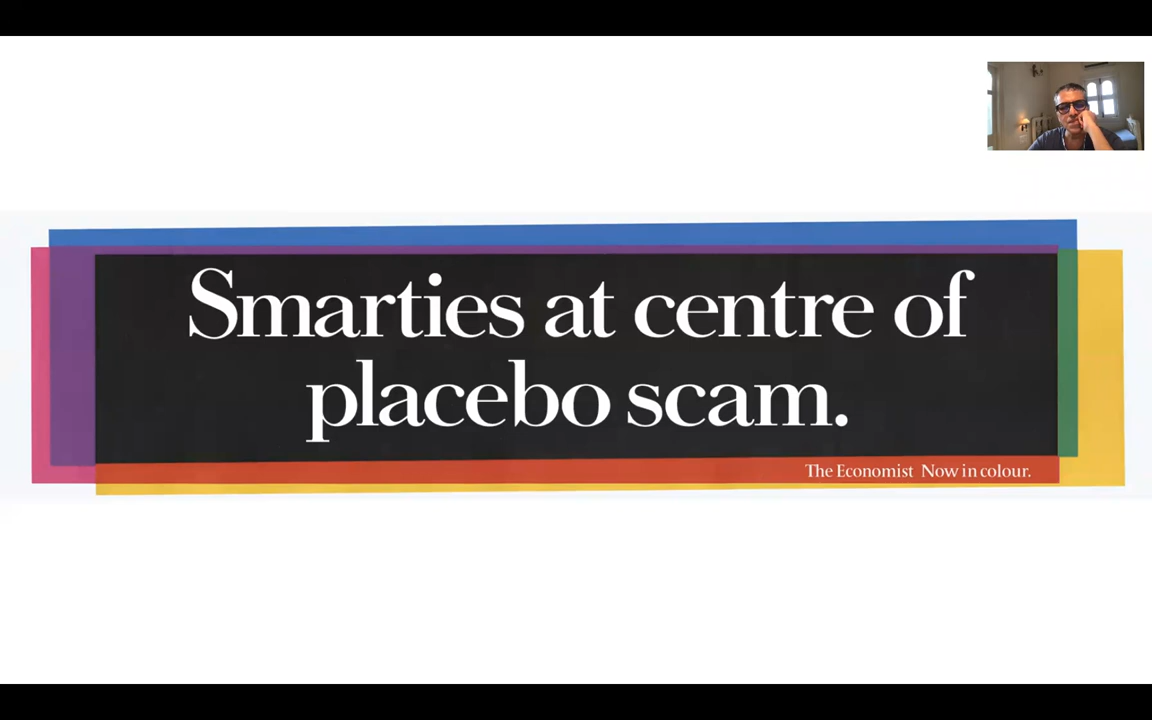 Smarties at centre of
placebo scam.
The Economist Now in colour.